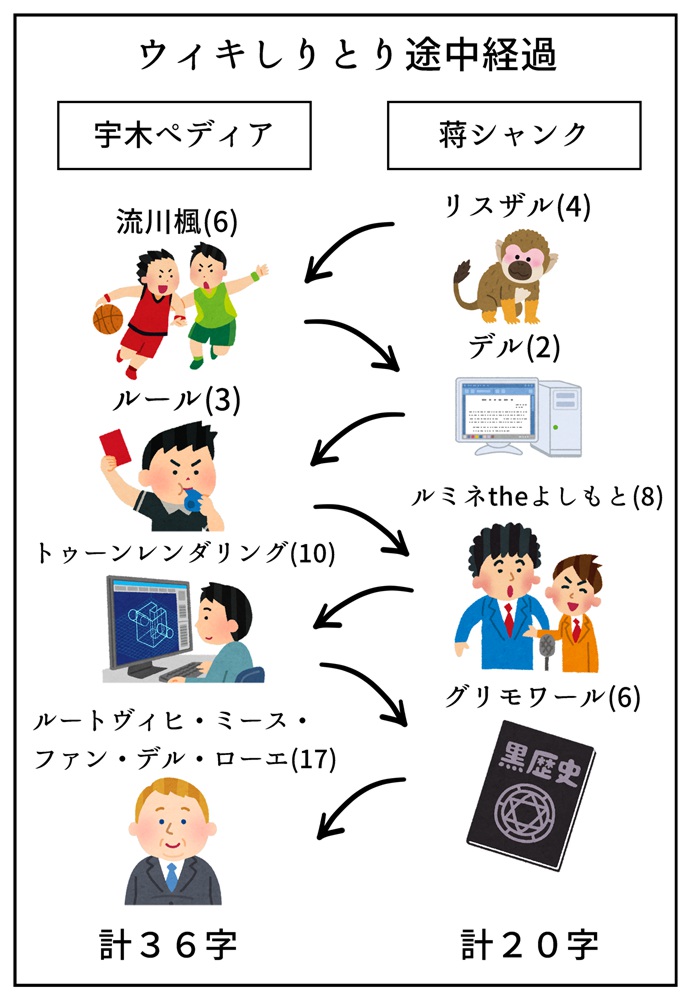 ウィキしりとり途中経過
宇木ペディア
蒋シャンク
リスザル(4)
流川楓(6)
デル(2)
ルール(3)
ルミネtheよしもと(8)
トゥーンレンダリング(10)
グリモワール(6)
黒歴史
ルートヴィヒ・ミース・
ファン・デル・ローエ(17)
計３６字
計２０字